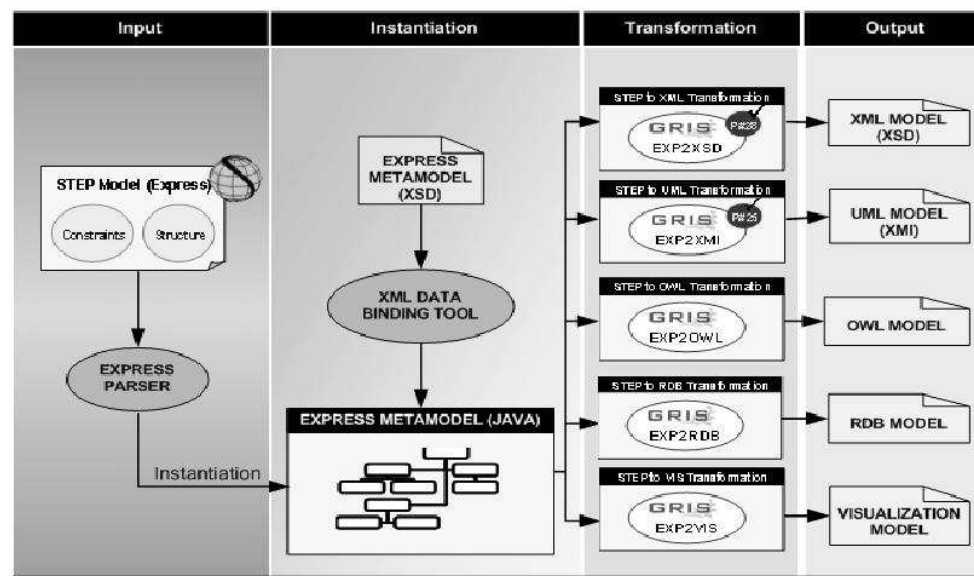 Input
Instantiation
Transformation
Output
STEP Model (Express)
Constraints
Structure
EXPRESS
PARSER
Instantiation
EXPRESS
METAMODEL
(XSD)
XML DATA
BINDING TOOL
EXPRESS METAMODEL (JAVA)
STEP to XML Transformation
GRIS
P#28
EXP2XSD
STEP to UML Transformation
GRIS
P#25
EXP2XMI
STEP to OWL Transformation
GRIS
EXP2OWL
STEP to RDB Transformation
GRIS
EXP2RDB
STEP to VIS Transformation
GRIS
EXP2VIS
XML MODEL
(XSD)
UML MODEL
(XMI)
OWL MODEL
RDB MODEL
VISUALIZATION
MODEL